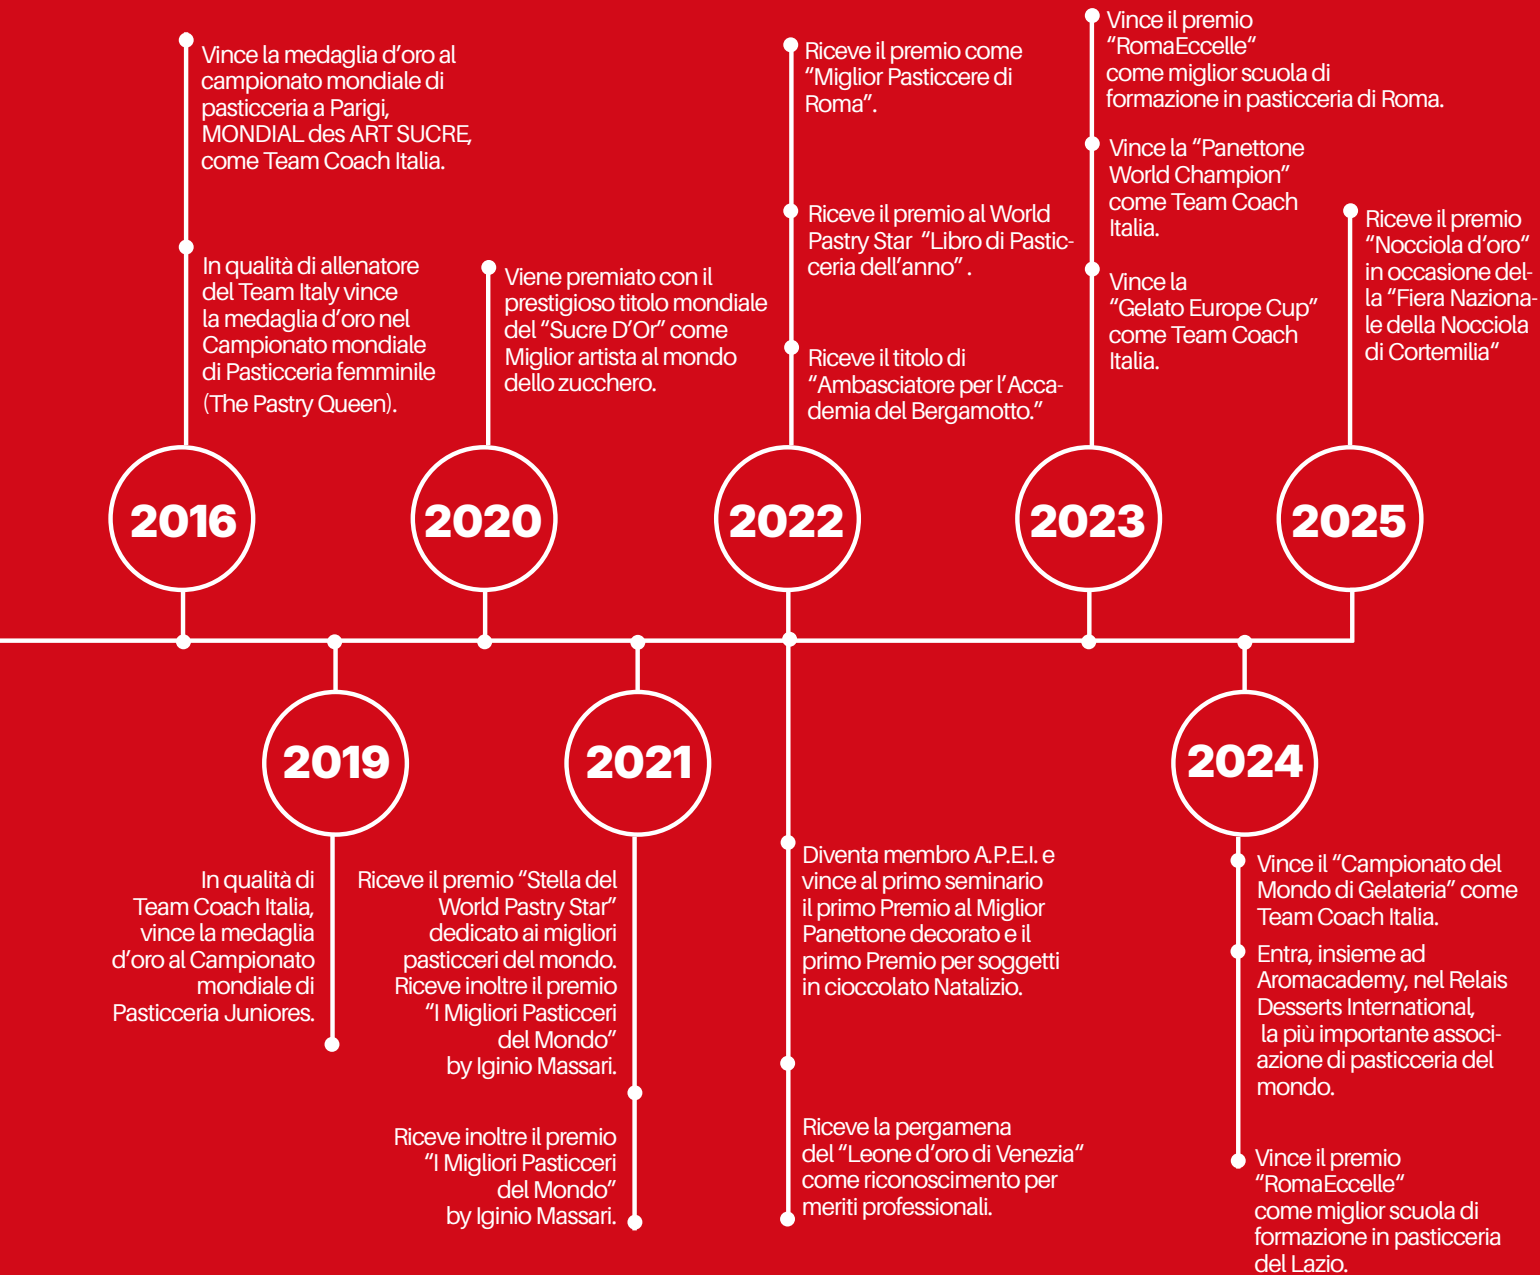 Vince la medaglia d’oro al
campionato mondiale di
pasticceria a Parigi,
MONDIAL des ART SUCRE,
come Team Coach Italia.
In qualità di allenatore
del Team Italy vince
la medaglia d’oro nel
Campionato mondiale
di Pasticceria femminile
(The Pastry Queen).
2016
Viene premiato con il
prestigioso titolo mondiale
del “Sucre D’Or” come
Miglior artista al mondo
dello zucchero.
2020
Riceve il premio come
“Miglior Pasticcere di
Roma”.
Riceve il premio al World
Pastry Star “Libro di Pastic-
ceria dell’anno” .
Riceve il titolo di
“Ambasciatore per l’Acca-
demia del Bergamotto.”
2022
Vince il premio
“RomaEccelle”
come miglior scuola di
formazione in pasticceria di Roma.
Vince la “Panettone
World Champion”
come Team Coach
Italia.
Vince la
“Gelato Europe Cup”
come Team Coach
Italia.
2023
Riceve il premio
“Nocciola d’oro”
in occasione del-
la “Fiera Naziona-
le della Nocciola
di Cortemilia“
2025
2019
In qualità di
Team Coach Italia,
vince la medaglia
d’oro al Campionato
mondiale di
Pasticceria Juniores.
2021
Riceve il premio “Stella del
World Pastry Star”
dedicato ai migliori
pasticceri del mondo.
Riceve inoltre il premio
“I Migliori Pasticceri
del Mondo”
by Iginio Massari.
Riceve inoltre il premio
“I Migliori Pasticceri
del Mondo”
by Iginio Massari.
Diventa membro A.P.E.I. e
vince al primo seminario
il primo Premio al Miglior
Panettone decorato e il
primo Premio per soggetti
in cioccolato Natalizio.
Riceve la pergamena
del “Leone d’oro di Venezia“
come riconoscimento per
meriti professionali.
2024
Vince il “Campionato del
Mondo di Gelateria” come
Team Coach Italia.
Entra, insieme ad
Aromacademy, nel Relais
Desserts International,
la più importante associ-
azione di pasticceria del
mondo.
Vince il premio
“RomaEccelle”
come miglior scuola di
formazione in pasticceria
del Lazio.